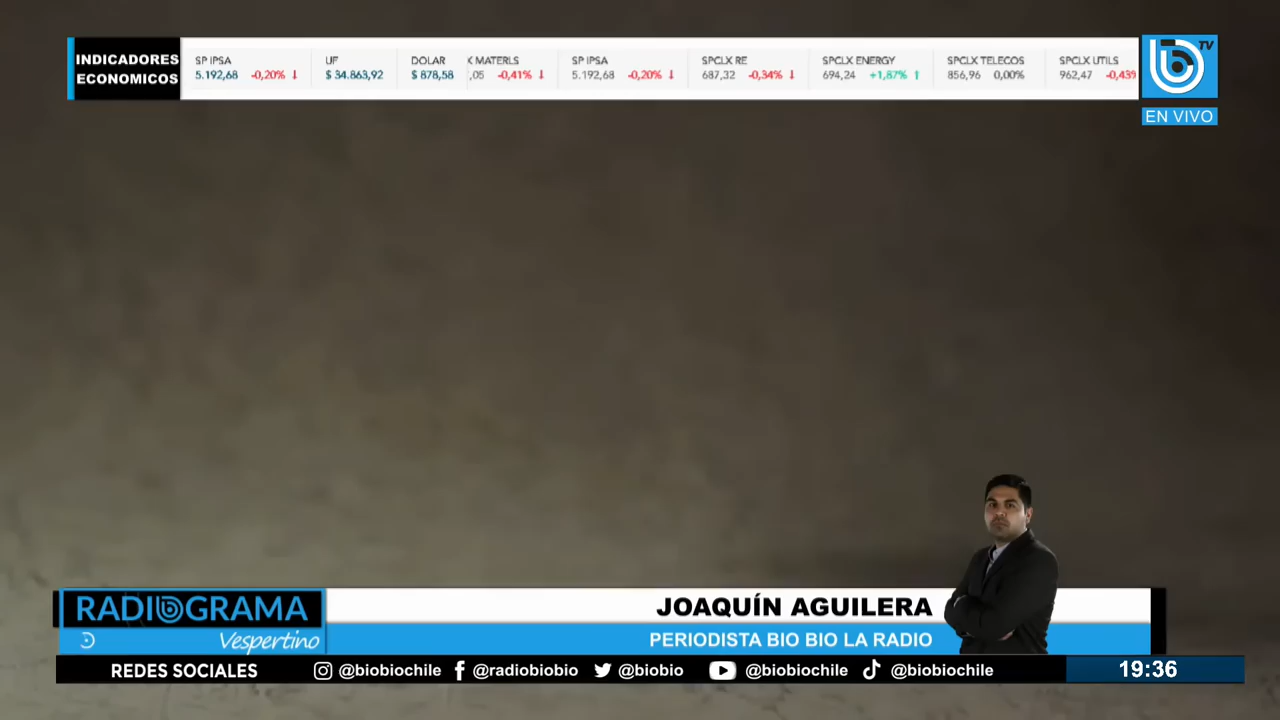 INDICADORES
ECONOMICOS
SP IPSA
5.192,68 -0,20% ↓
UF
$ 34.863,92
DOLAR
$ 878,58
K MATERLS
,05 -0,41% ↓
SP IPSA
5.192,68 -0,20% ↓
SPCLX RE
687,32 -0,34% ↓
SPCLX ENERGY
694,24 +1,87% ↑
SPCLX TELECOS
856,96 0,00%
SPCLX UTILS
962,47 -0,439
b TV
EN VIVO
RADIOGRAMA
Vespertino
JOAQUÍN AGUILERA
PERIODISTA BIO BIO LA RADIO
REDES SOCIALES @biobiochile @radiobiobio @biobio @biobiochile @biobiochile
19:36